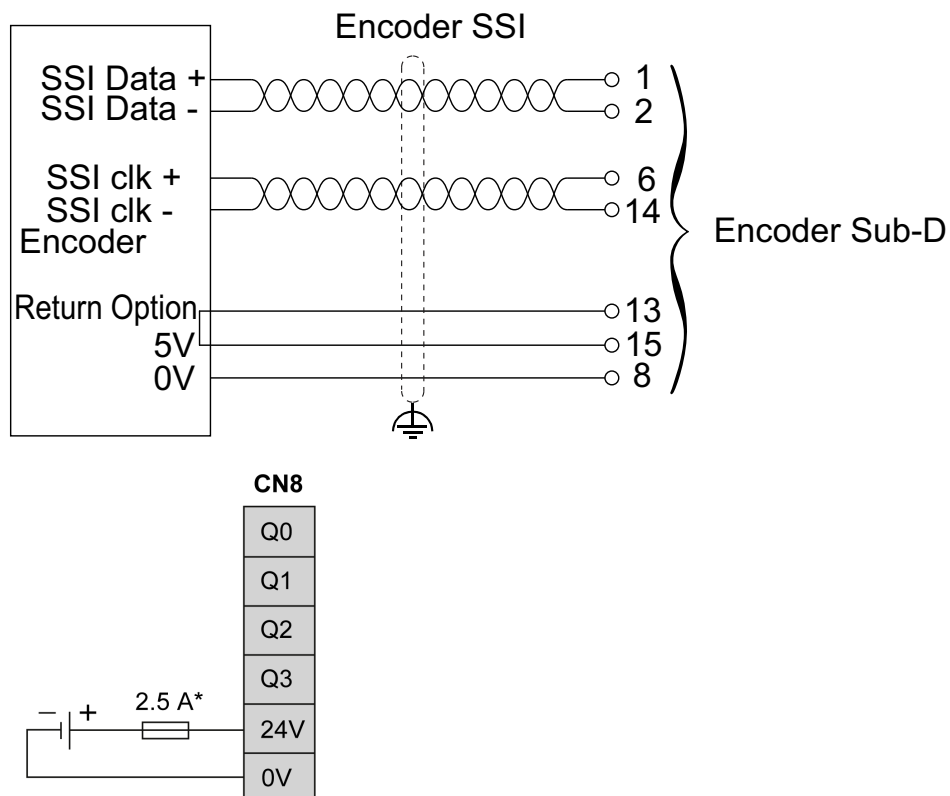 Encoder SSI
SSI Data +
SSI Data -
SSI clk +
SSI clk -
Encoder
Return Option
5V
0V
1
2
6
14
13
15
8
Encoder Sub-D
CN8
Q0
Q1
Q2
Q3
24V
0V
− +
2.5 A*